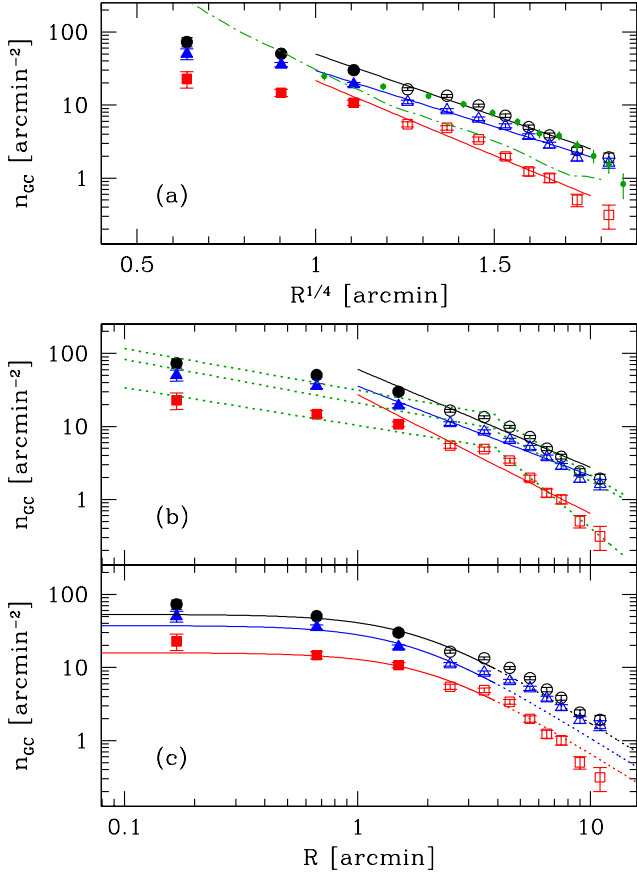 100
10
1
n_GC [arcmin⁻²]
(a)
0.5 1 1.5
R^1/4 [arcmin]
100
10
1
n_GC [arcmin⁻²]
(b)
100
10
1
n_GC [arcmin⁻²]
(c)
0.1 1 10
R [arcmin]